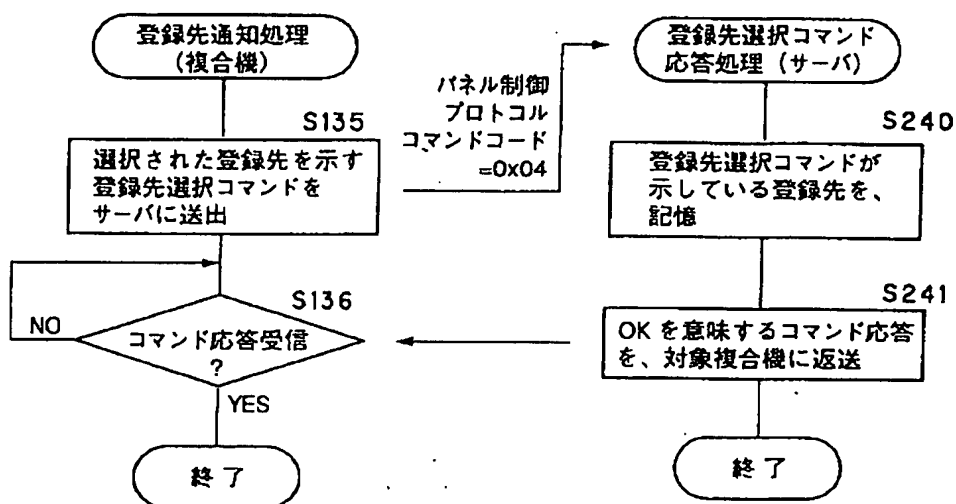 登録先通知処理
(複合機)
S135
選択された登録先を示す
登録先選択コマンドを
サーバに送出
S136
NO
コマンド応答受信
?
YES
終了
パネル制御
プロトコル
コマンドコード
=0x04
登録先選択コマンド
応答処理 (サーバ)
S240
登録先選択コマンドが
示している登録先を、
記憶
S241
OKを意味するコマンド応答
を、対象複合機に返送
終了